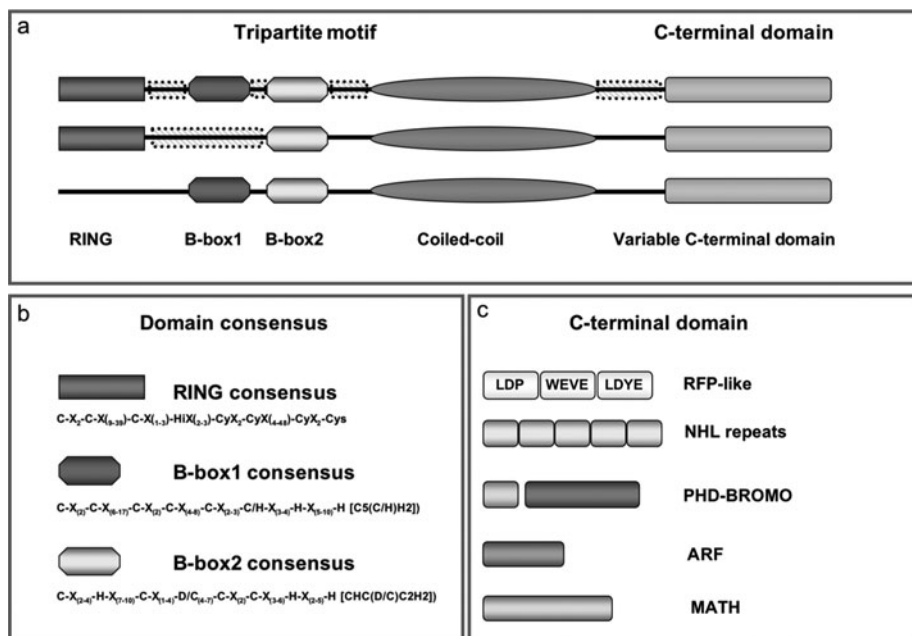 a
Tripartite motif C-terminal domain
RING B-box1 B-box2 Coiled-coil Variable C-terminal domain
b
Domain consensus
RING consensus
C-X₂-C-X₍₉₋₃₉₎-C-X₍₁₋₃₎-HiX₍₂₋₃₎-CyX₂-CyX₍₄₋₄₈₎-CyX₂-Cys
B-box1 consensus
C-X₍₂₎-C-X₍₆₋₁₇₎-C-X₍₂₎-C-X₍₄₋₈₎-C-X₍₂₋₃₎-C/H-X₍₃₋₄₎-H-X₍₅₋₁₀₎-H [C5(C/H)H2])
B-box2 consensus
C-X₍₂₋₄₎-H-X₍₇₋₁₀₎-C-X₍₁₋₄₎-D/C₍₄₋₇₎-C-X₍₂₎-C-X₍₃₋₆₎-H-X₍₂₋₅₎-H [CHC(D/C)C2H2])
c
C-terminal domain
LDP WEVE LDYE RFP-like
NHL repeats
PHD-BROMO
ARF
MATH